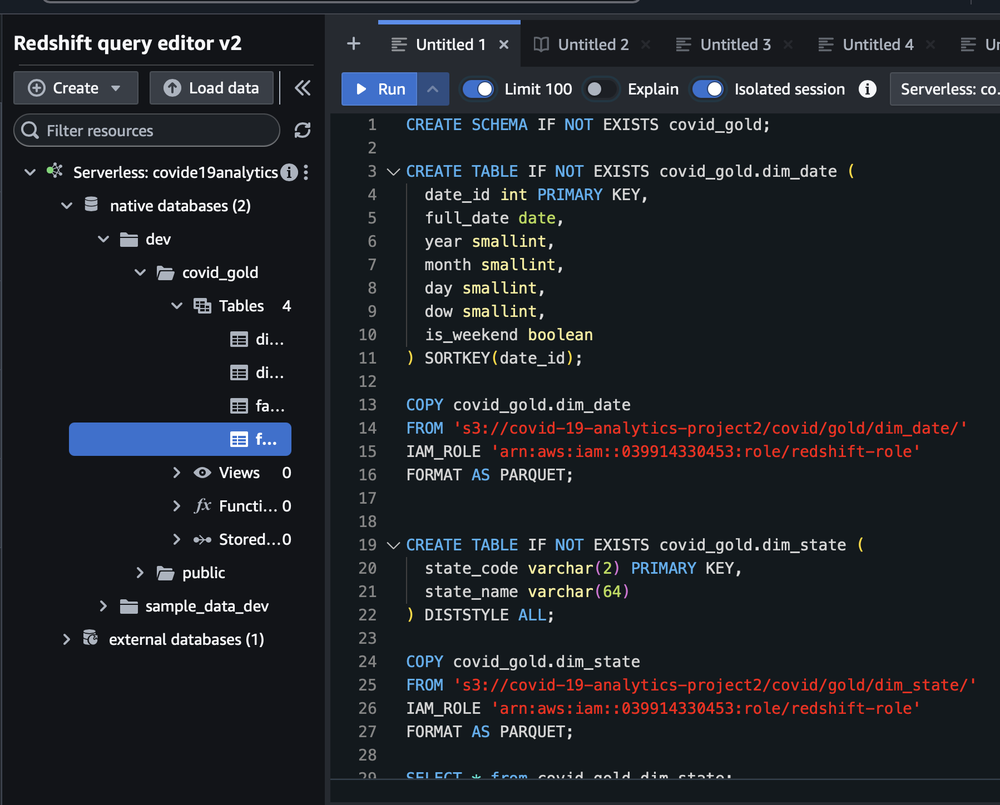 Redshift query editor v2
Create
Load data
Filter resources
Serverless: covide19analytics
native databases (2)
dev
covid_gold
Tables 4
di...
di...
fa...
f...
Views 0
Functi... 0
Stored... 0
public
sample_data_dev
external databases (1)
Untitled 1
Untitled 2
Untitled 3
Untitled 4
Run
Limit 100
Explain
Isolated session
Serverless: co...
1 CREATE SCHEMA IF NOT EXISTS covid_gold;
2
3 CREATE TABLE IF NOT EXISTS covid_gold.dim_date (
4 date_id int PRIMARY KEY,
5 full_date date,
6 year smallint,
7 month smallint,
8 day smallint,
9 dow smallint,
10 is_weekend boolean
11 ) SORTKEY(date_id);
12
13 COPY covid_gold.dim_date
14 FROM 's3://covid-19-analytics-project2/covid/gold/dim_date/'
15 IAM_ROLE 'arn:aws:iam::039914330453:role/redshift-role'
16 FORMAT AS PARQUET;
17
18
19 CREATE TABLE IF NOT EXISTS covid_gold.dim_state (
20 state_code varchar(2) PRIMARY KEY,
21 state_name varchar(64)
22 ) DISTSTYLE ALL;
23
24 COPY covid_gold.dim_state
25 FROM 's3://covid-19-analytics-project2/covid/gold/dim_state/'
26 IAM_ROLE 'arn:aws:iam::039914330453:role/redshift-role'
27 FORMAT AS PARQUET;
28
29 SELECT * from covid_gold.dim_state;